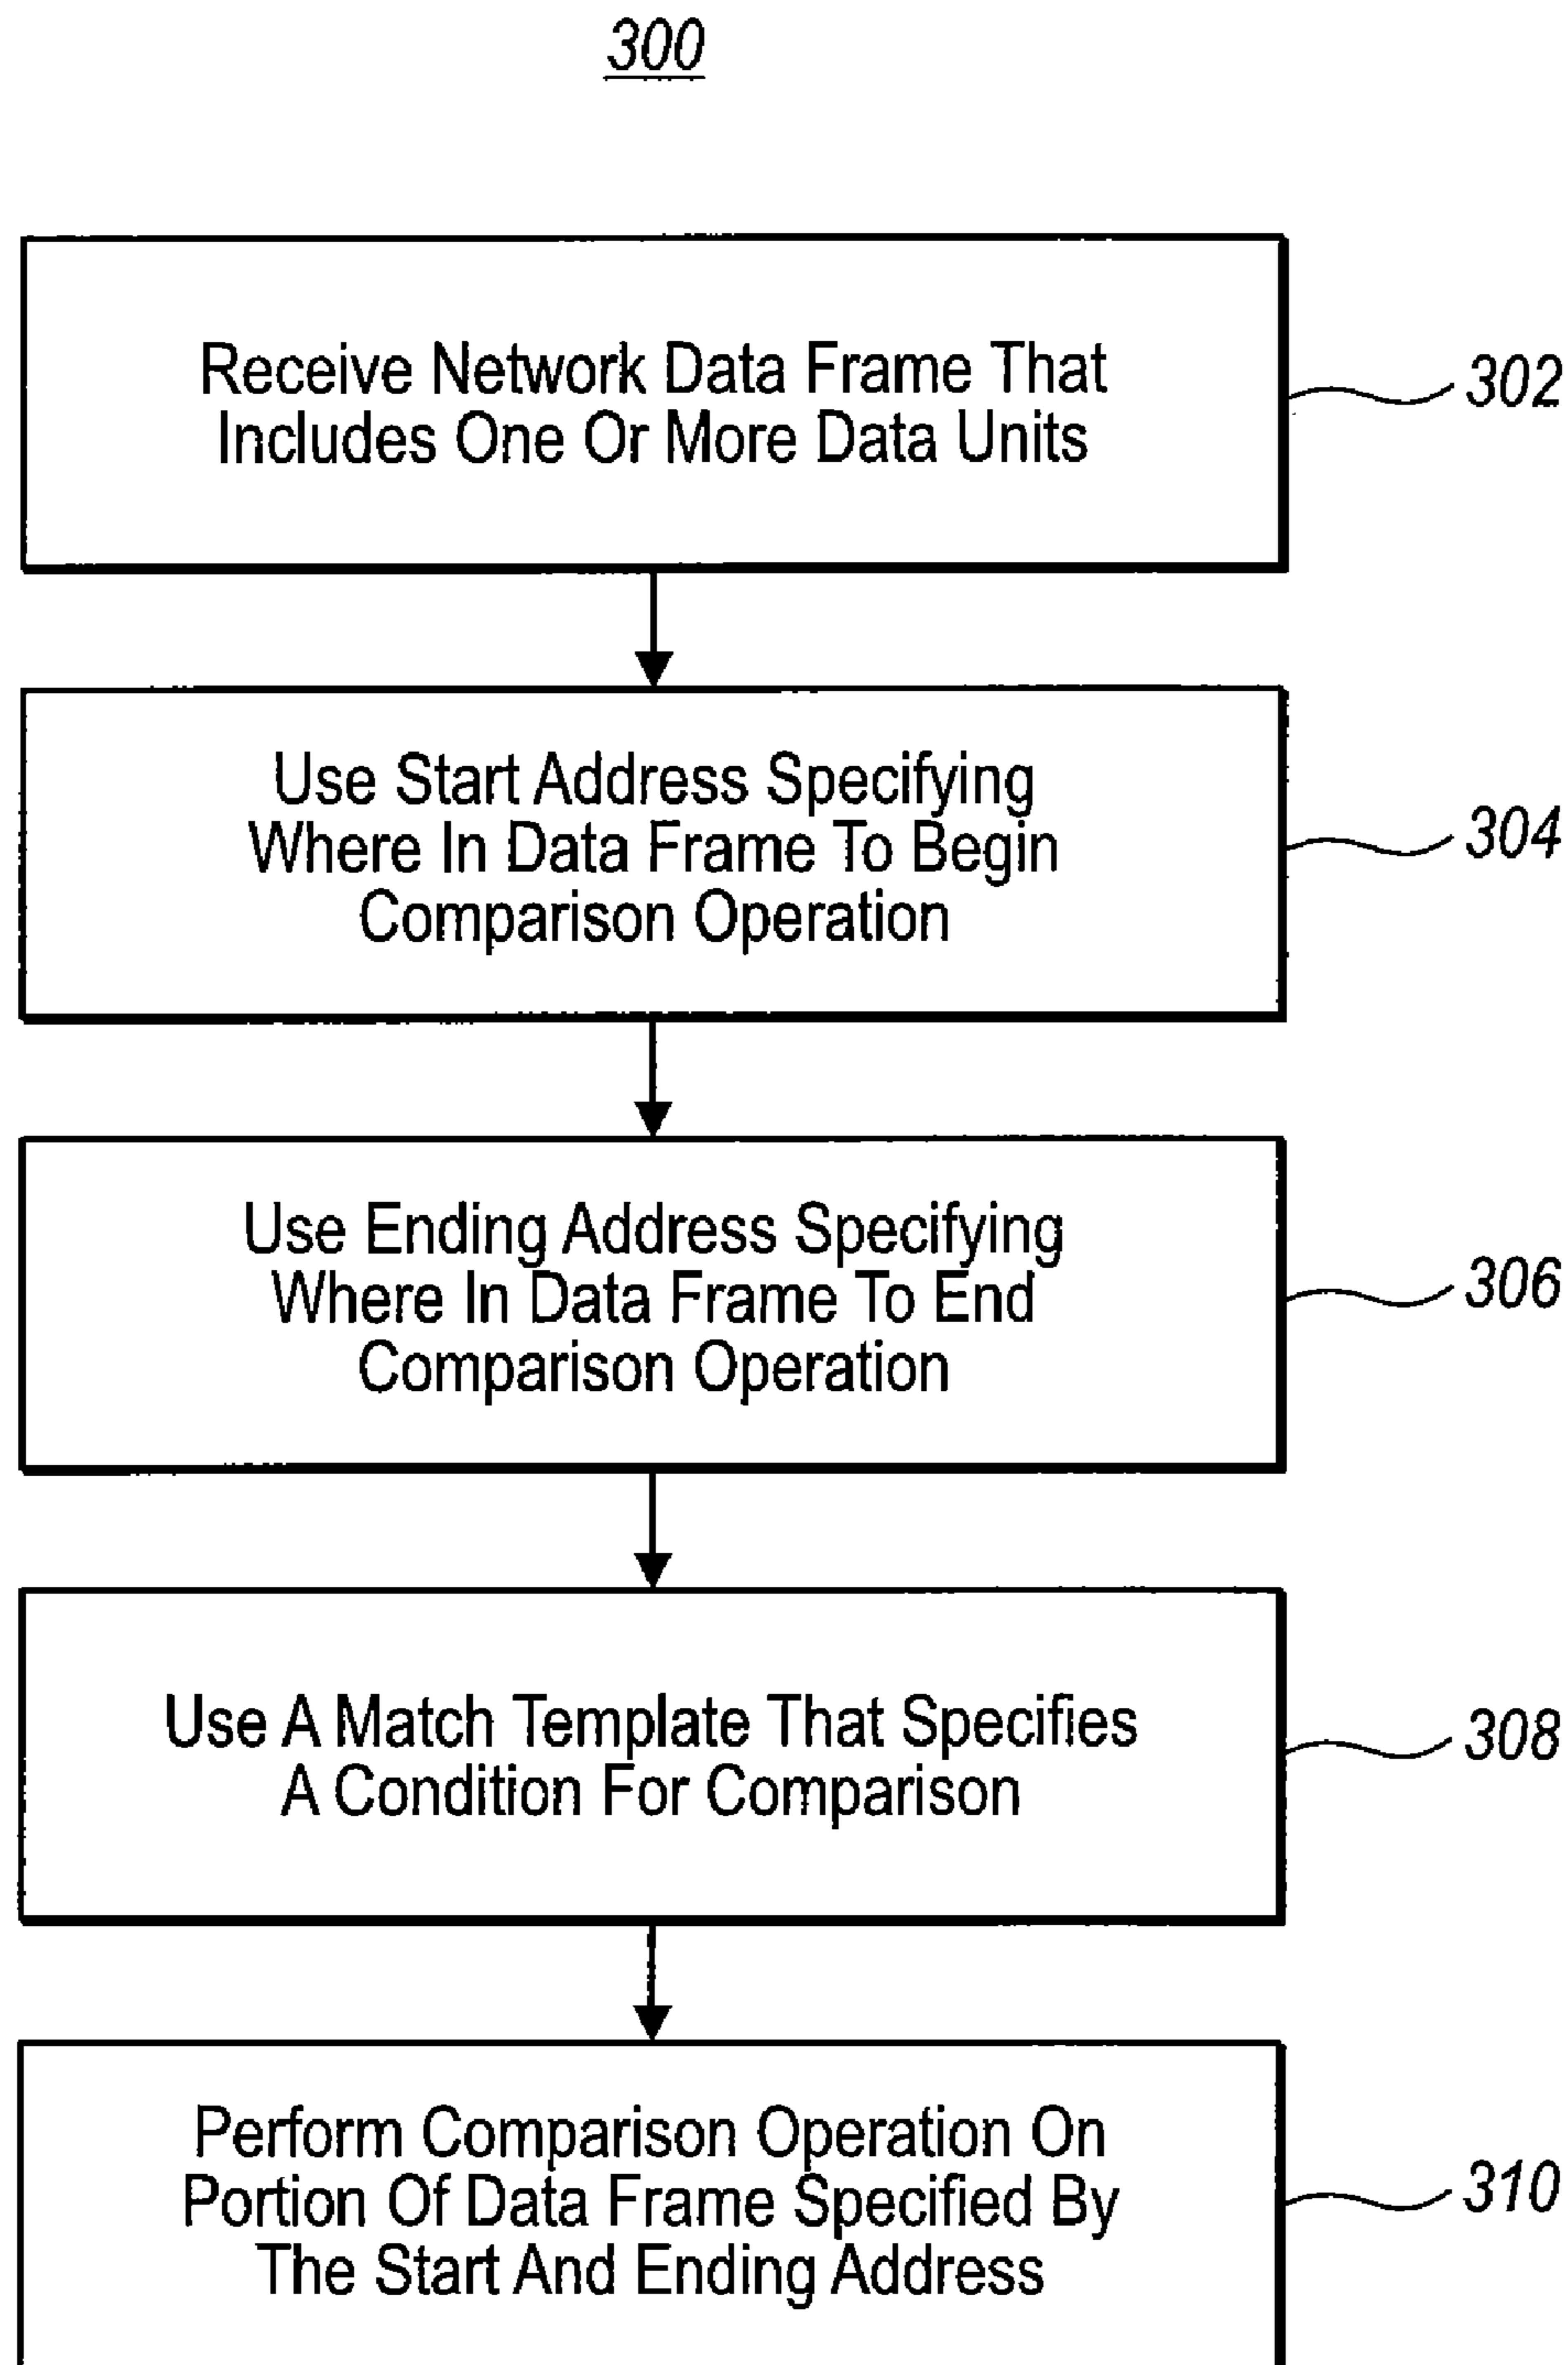 300
Receive Network Data Frame That
Includes One Or More Data Units
302
Use Start Address Specifying
Where In Data Frame To Begin
Comparison Operation
304
Use Ending Address Specifying
Where In Data Frame To End
Comparison Operation
306
Use A Match Template That Specifies
A Condition For Comparison
308
Perform Comparison Operation On
Portion Of Data Frame Specified By
The Start And Ending Address
310